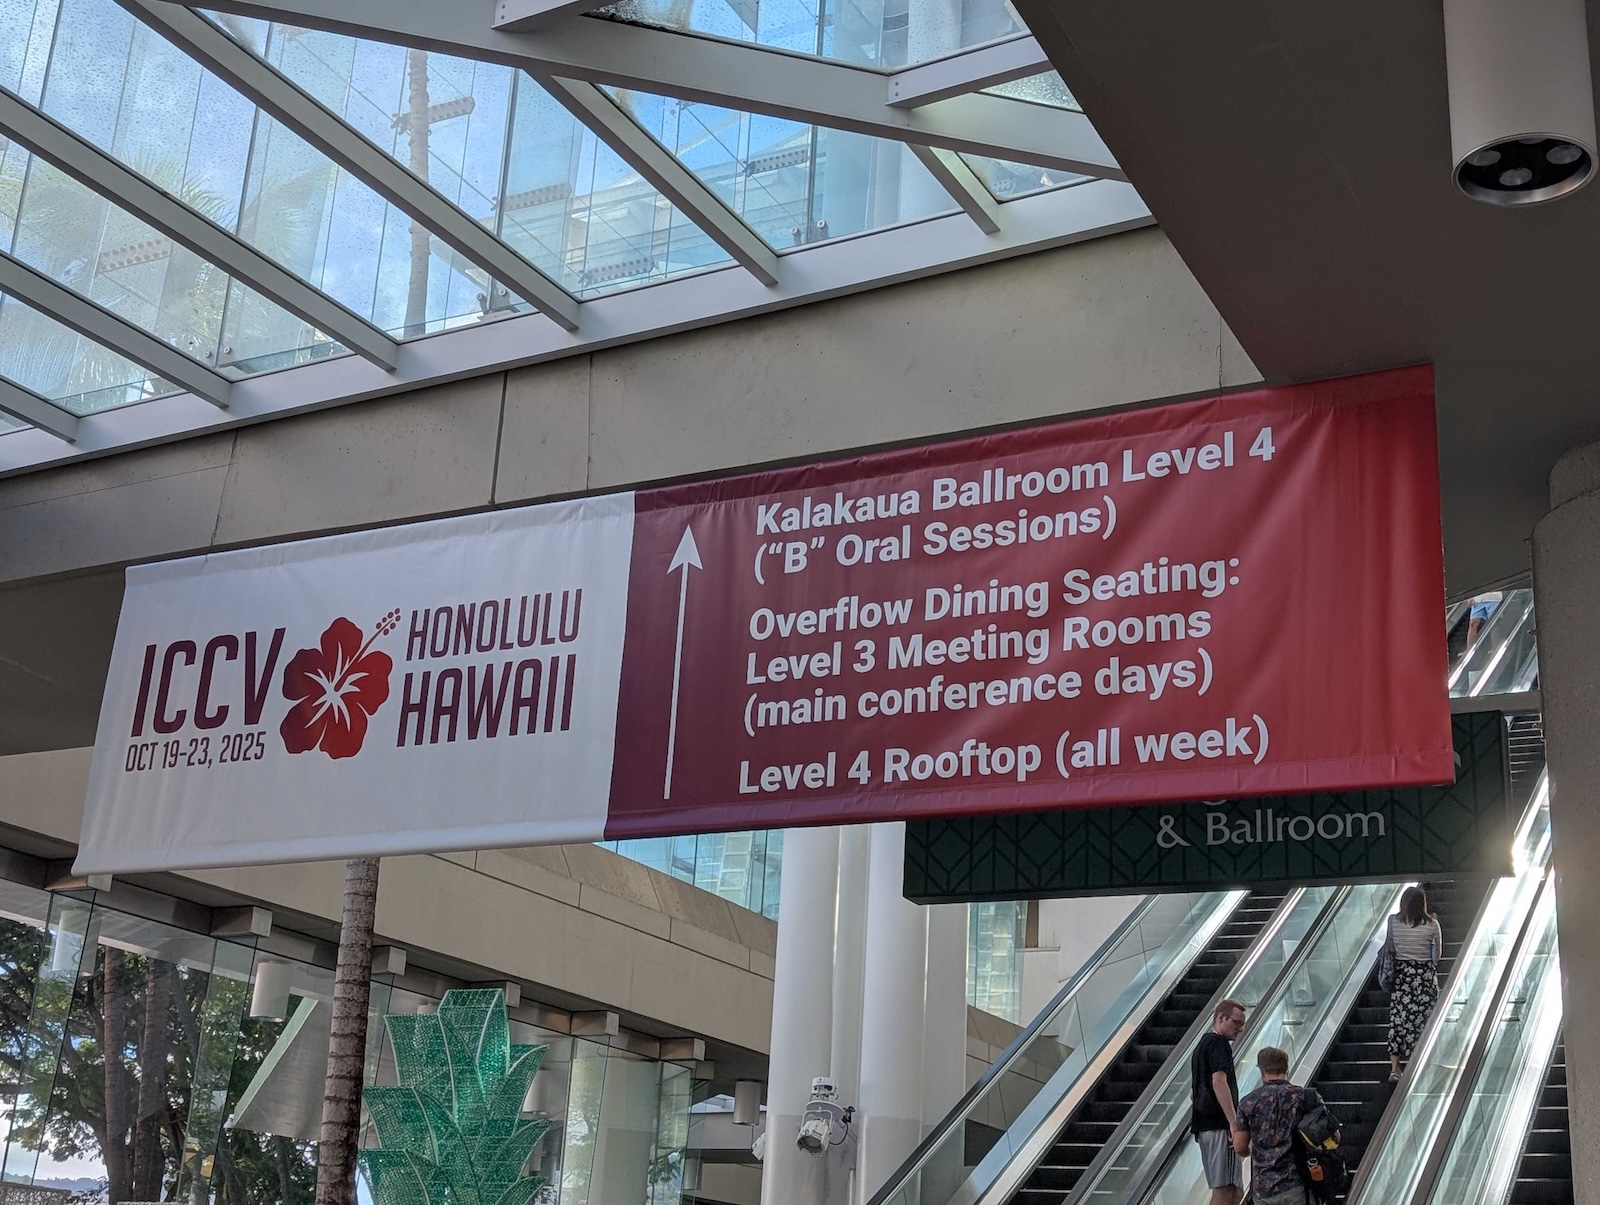 ICCV
OCT 19-23, 2025
HONOLULU
HAWAII
Kalakaua Ballroom Level 4
(“B” Oral Sessions)
Overflow Dining Seating:
Level 3 Meeting Rooms
(main conference days)
Level 4 Rooftop (all week)
& Ballroom